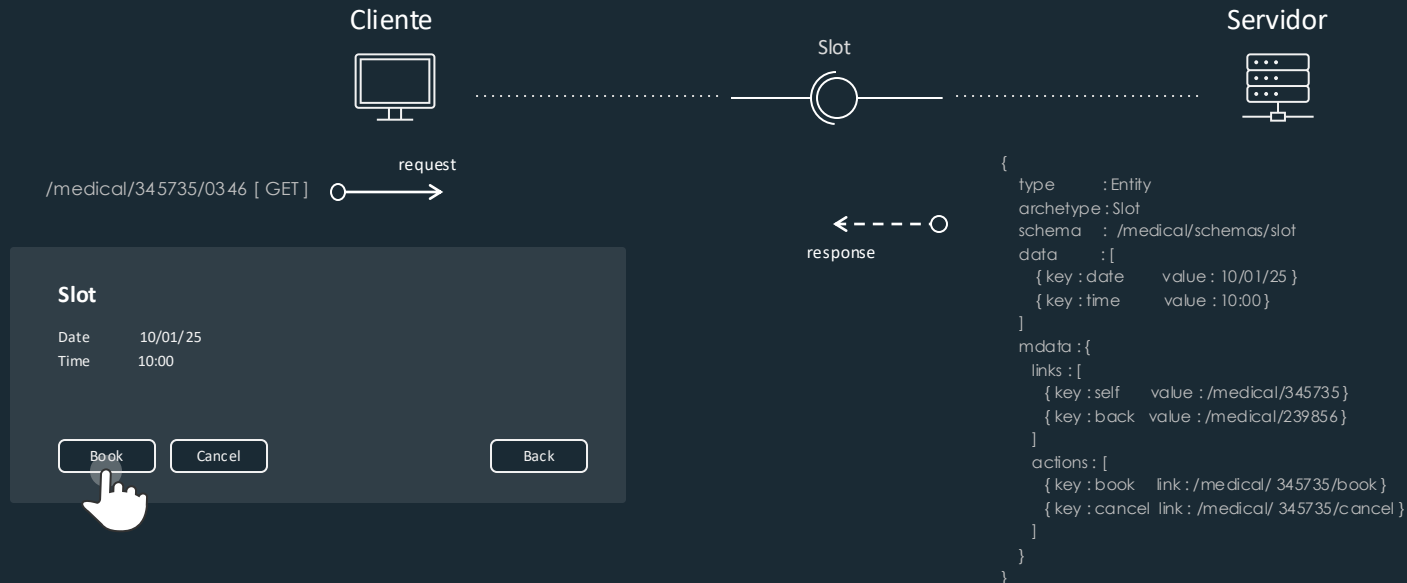 Cliente
Servidor
Slot
request
/medical/345735/0346 [ GET ]
response
Slot
Date 10/01/25
Time 10:00
Book
Cancel
Back
{
type : Entity
archetype : Slot
schema : /medical/schemas/slot
data : [
{ key : date value : 10/01/25 }
{ key : time value : 10:00 }
]
mdata : {
links : [
{ key : self value : /medical/345735 }
{ key : back value : /medical/239856 }
]
actions : [
{ key : book link : /medical/ 345735/book }
{ key : cancel link : /medical/ 345735/cancel }
]
}
}